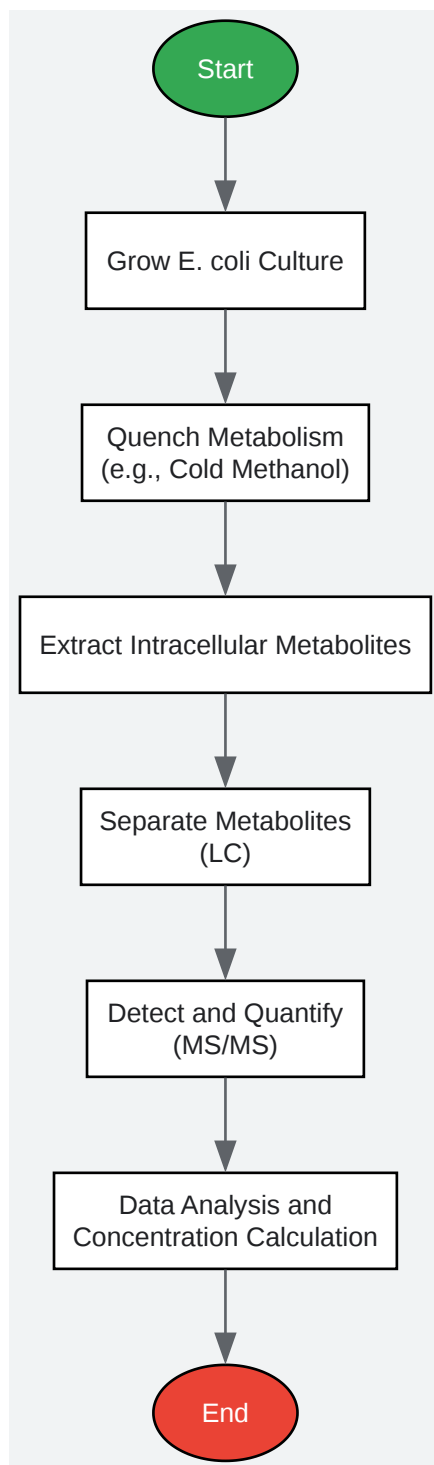 Start
Grow E. coli Culture
Quench Metabolism
(e.g., Cold Methanol)
Extract Intracellular Metabolites
Separate Metabolites
(LC)
Detect and Quantify
(MS/MS)
Data Analysis and
Concentration Calculation
End